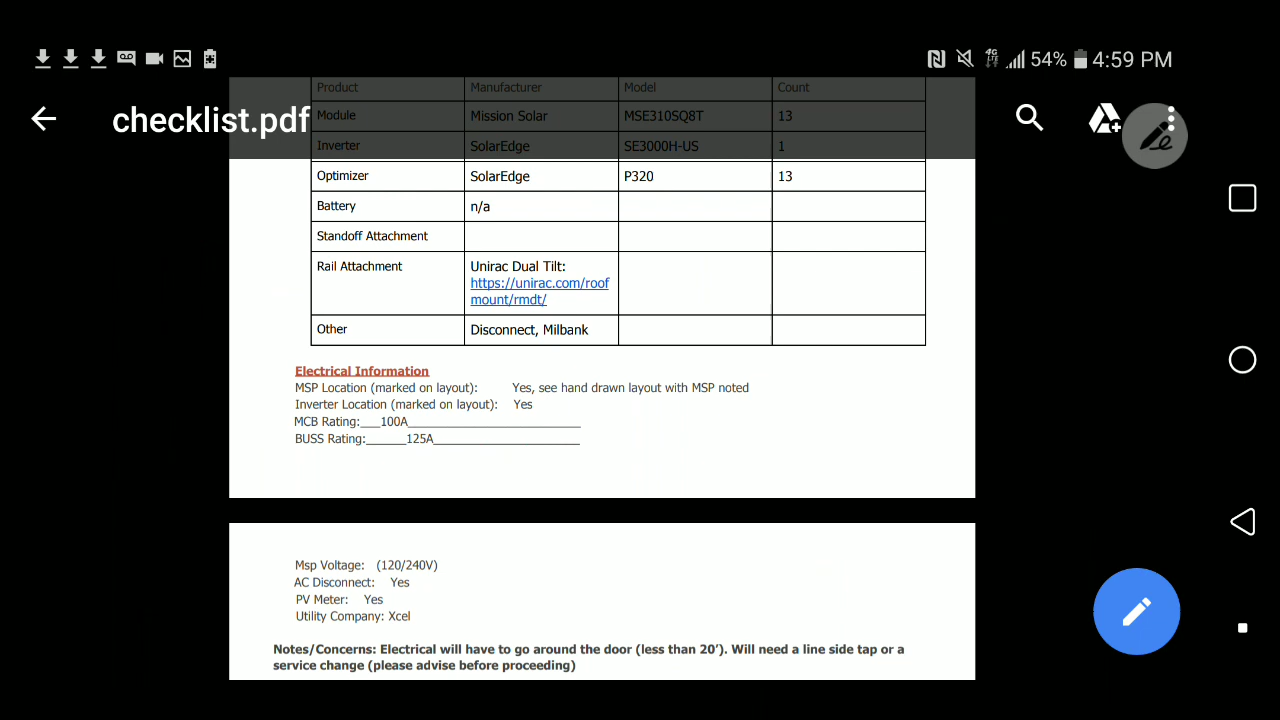 4G LTE 54% 4:59 PM
checklist.pdf
Product Manufacturer Model Count
Module Mission Solar MSE310SQ8T 13
Inverter SolarEdge SE3000H-US 1
Optimizer SolarEdge P320 13
Battery n/a
Standoff Attachment
Rail Attachment Unirac Dual Tilt:
https://unirac.com/roof
mount/rmdt/
Other Disconnect, Milbank
Electrical Information
MSP Location (marked on layout): Yes, see hand drawn layout with MSP noted
Inverter Location (marked on layout): Yes
MCB Rating:___100A__________________________
BUSS Rating:______125A______________________
Msp Voltage: (120/240V)
AC Disconnect: Yes
PV Meter: Yes
Utility Company: Xcel
Notes/Concerns: Electrical will have to go around the door (less than 20’). Will need a line side tap or a
service change (please advise before proceeding)